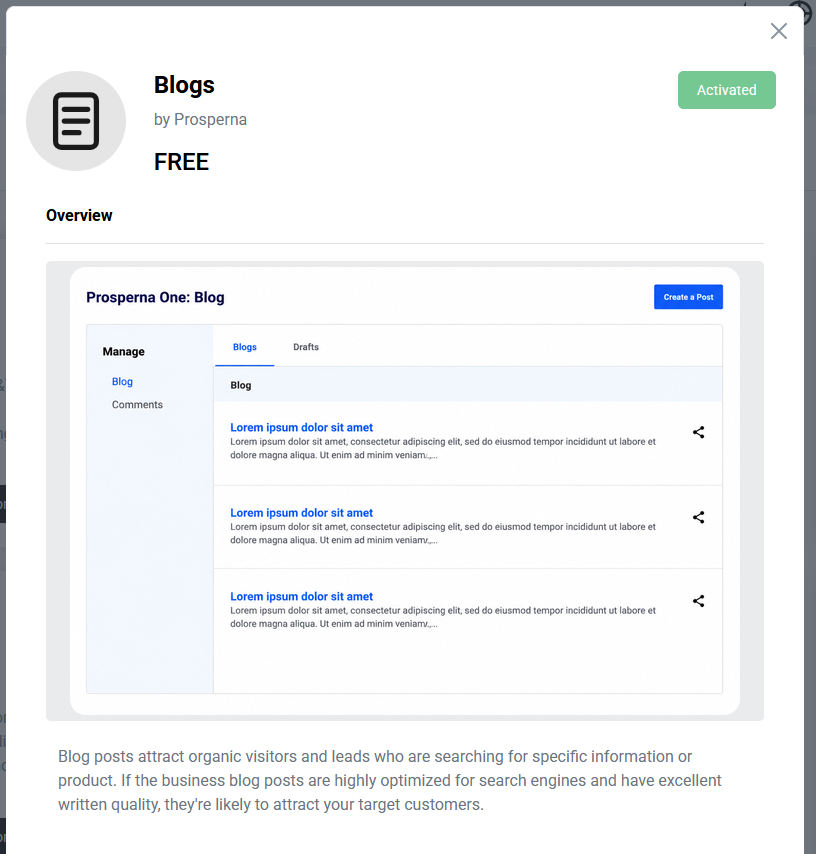 Blogs
Activated
by Prosperna
FREE
Overview
Prosperna One: Blog
Create a Post
Manage
Blogs
Drafts
Blog
Comments
Blog
Lorem ipsum dolor sit amet
Lorem ipsum dolor sit amet, consectetur adipiscing elit, sed do eiusmod tempor incididunt ut labore et
dolore magna aliqua. Ut enim ad minim veniam.,...
Lorem ipsum dolor sit amet
Lorem ipsum dolor sit amet, consectetur adipiscing elit, sed do eiusmod tempor incididunt ut labore et
dolore magna aliqua. Ut enim ad minim veniam.,...
Lorem ipsum dolor sit amet
Lorem ipsum dolor sit amet, consectetur adipiscing elit, sed do eiusmod tempor incididunt ut labore et
dolore magna aliqua. Ut enim ad minim veniam.,...
Blog posts attract organic visitors and leads who are searching for specific information or
product. If the business blog posts are highly optimized for search engines and have excellent
written quality, they're likely to attract your target customers.